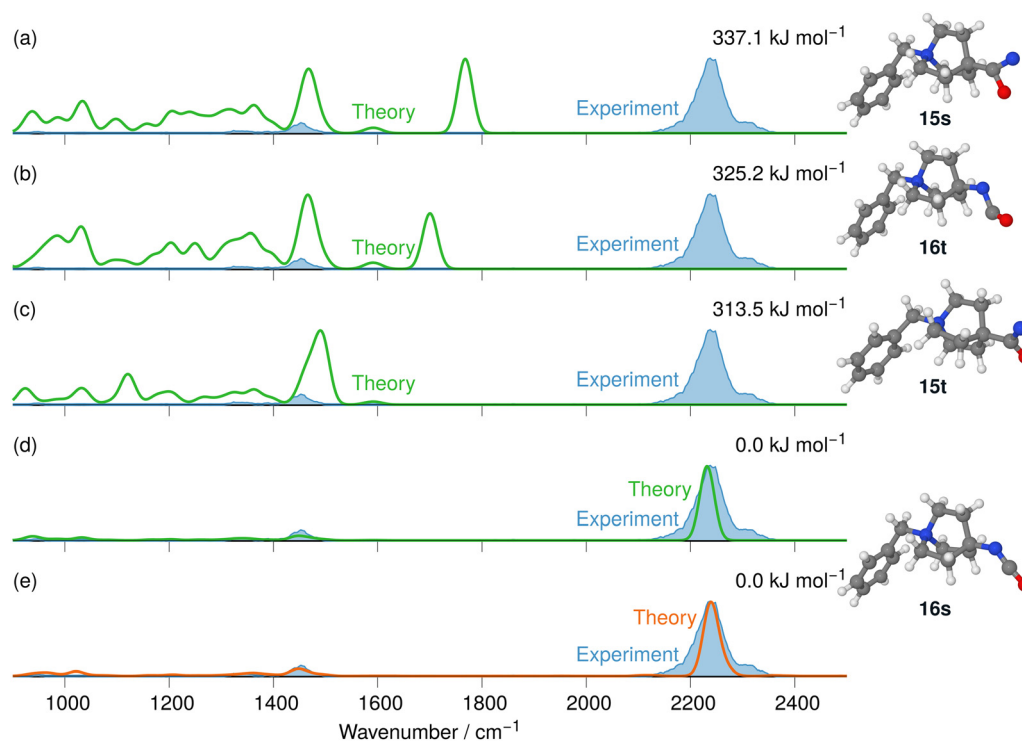 (a)
337.1 kJ mol⁻¹
Theory
Experiment
15s
(b)
325.2 kJ mol⁻¹
Theory
Experiment
16t
(c)
313.5 kJ mol⁻¹
Theory
Experiment
15t
(d)
0.0 kJ mol⁻¹
Theory
Experiment
(e)
0.0 kJ mol⁻¹
Theory
Experiment
16s
1000 1200 1400 1600 1800 2000 2200 2400
Wavenumber / cm⁻¹